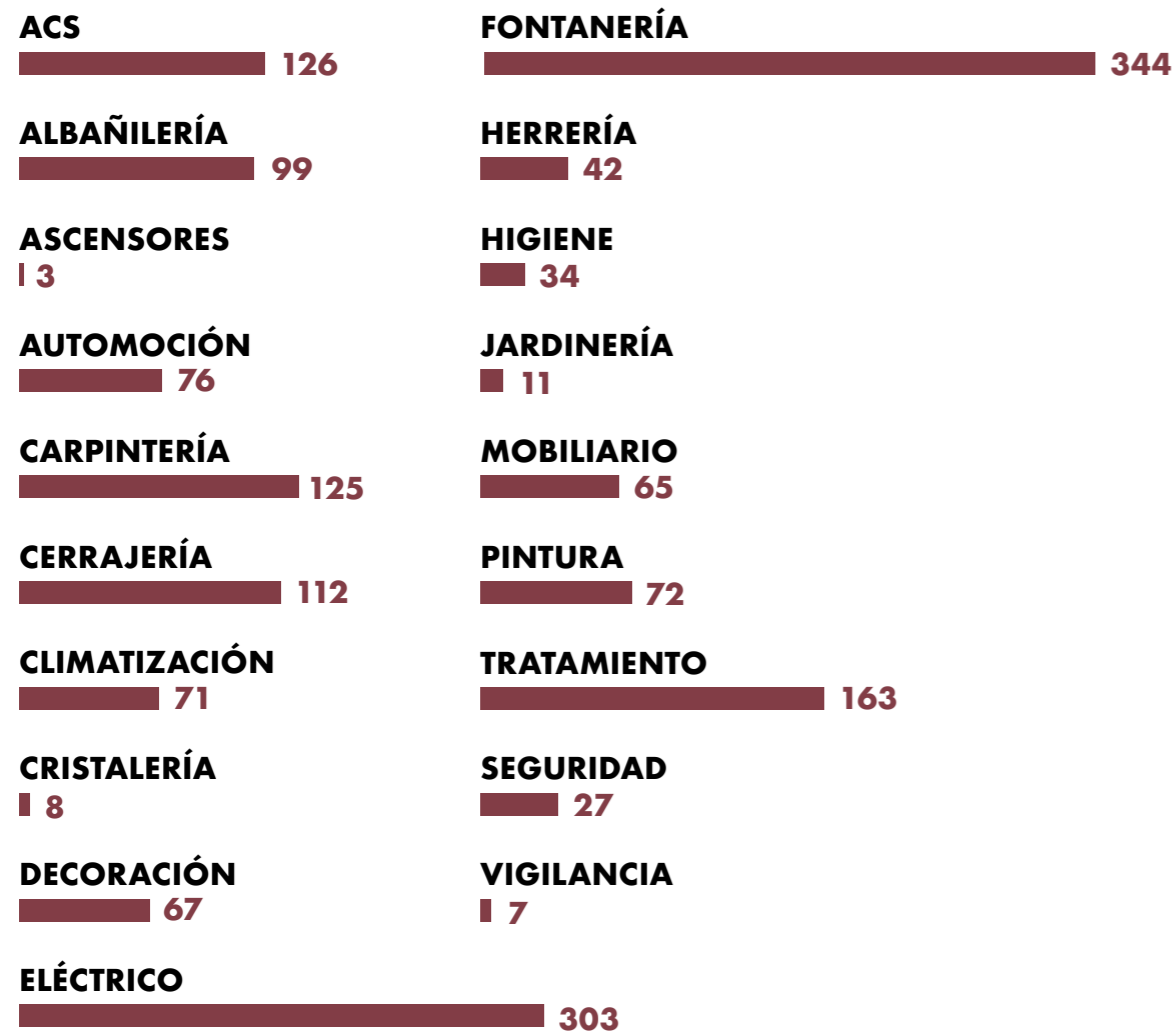 ACS
126
ALBAÑILERÍA
99
ASCENSORES
3
AUTOMOCIÓN
76
CARPINTERÍA
125
CERRAJERÍA
112
CLIMATIZACIÓN
71
CRISTALERÍA
8
DECORACIÓN
67
ELÉCTRICO
303
FONTANERÍA
344
HERRERÍA
42
HIGIENE
34
JARDINERÍA
11
MOBILIARIO
65
PINTURA
72
TRATAMIENTO
163
SEGURIDAD
27
VIGILANCIA
7